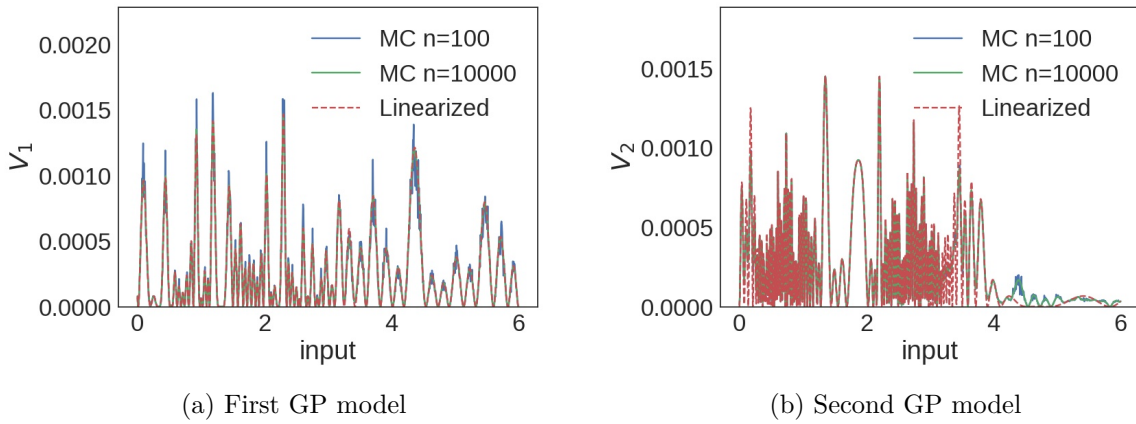 0.0020
0.0015
0.0010
0.0005
0.0000
V1
MC n=100
MC n=10000
Linearized
0 2 4 6
input
(a) First GP model
0.0015
0.0010
0.0005
0.0000
V2
MC n=100
MC n=10000
Linearized
0 2 4 6
input
(b) Second GP model